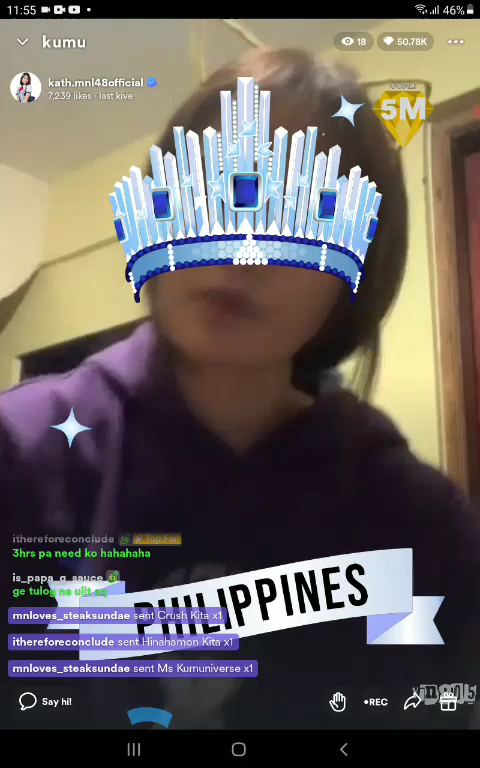 11:55
46%
kumu
18
50.78K
kath.mnl48official
7,239 likes · last kive
5M
ithereforeconclude Top Fan
3hrs pa need ko hahahaha
is_papa_g_sauce
ge tulog na ulit
PHILIPPINES
mnloves_steaksundae sent Crush Kita x1
ithereforeconclude sent Hinahamon Kita x1
mnloves_steaksundae sent Ms Kumuniverse x1
Say hi!
•REC